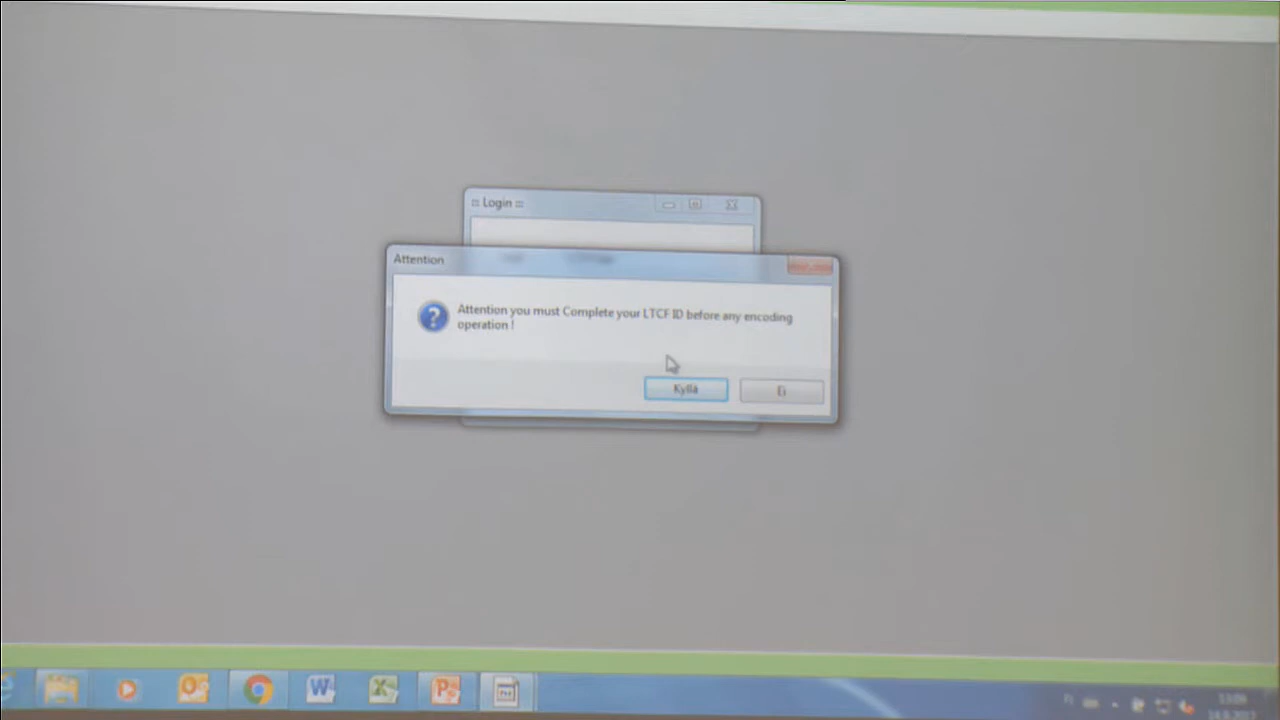 :: Login ::
Attention
Attention you must Complete your LTCF ID before any encoding
operation !
Kyllä
Ei